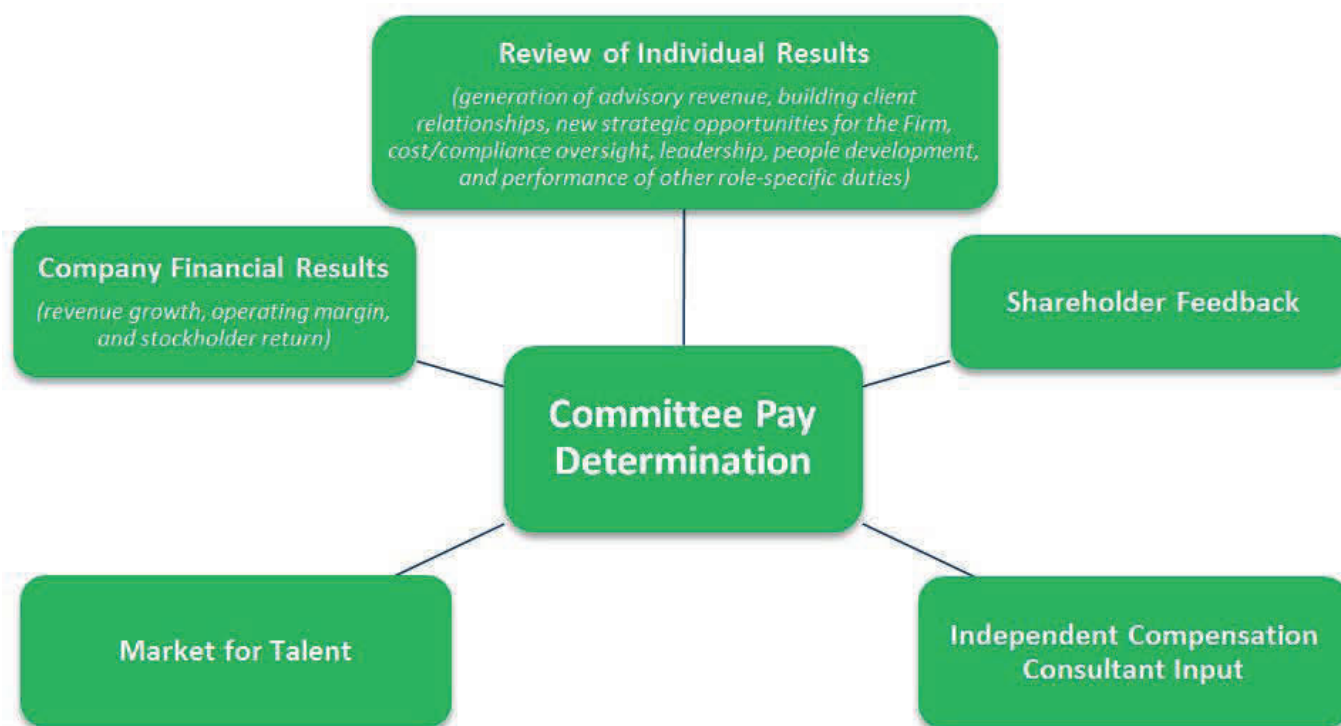 Review of Individual Results
(generation of advisory revenue, building client
relationships, new strategic opportunities for the Firm,
cost/compliance oversight, leadership, people development,
and performance of other role-specific duties)
Company Financial Results
(revenue growth, operating margin,
and stockholder return)
Shareholder Feedback
Committee Pay
Determination
Market for Talent
Independent Compensation
Consultant Input